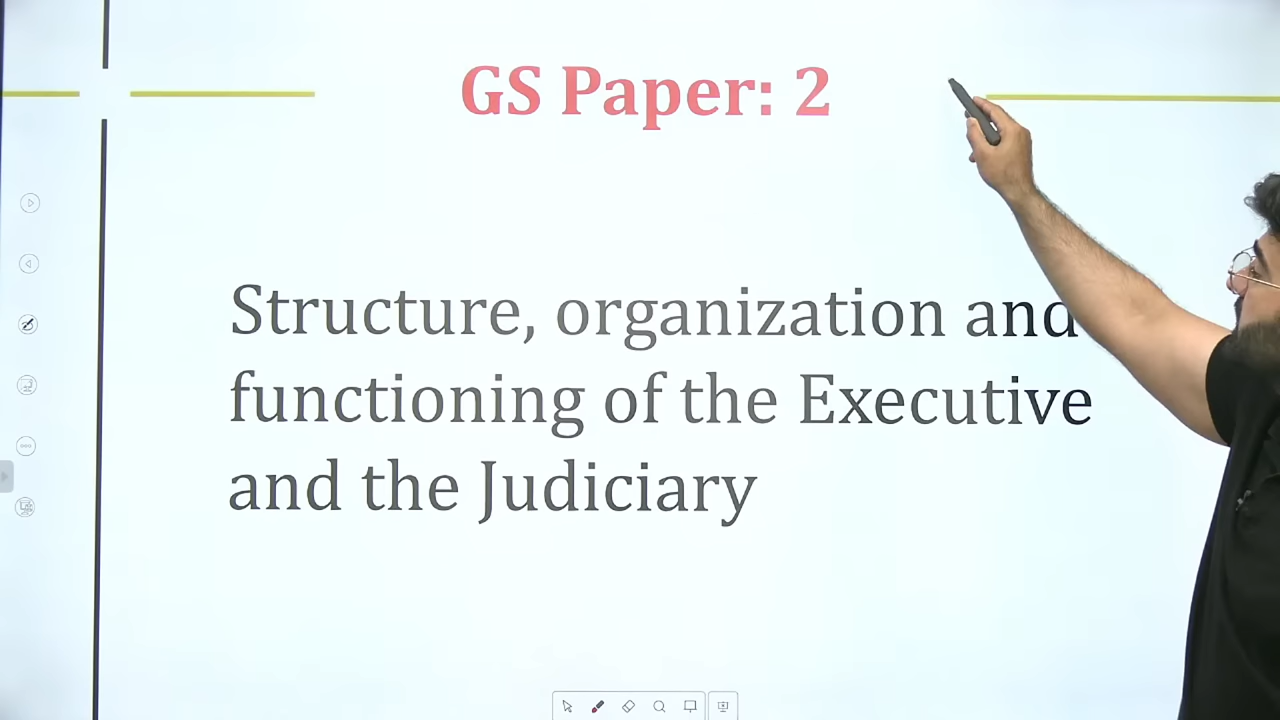 GS Paper: 2
Structure, organization and
functioning of the Executive
and the Judiciary